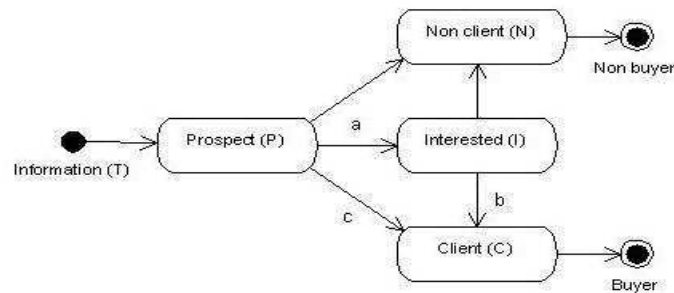 Non client (N)
Non buyer
a
Prospect (P)
Interested (I)
Information (T)
b
c
Client (C)
Buyer